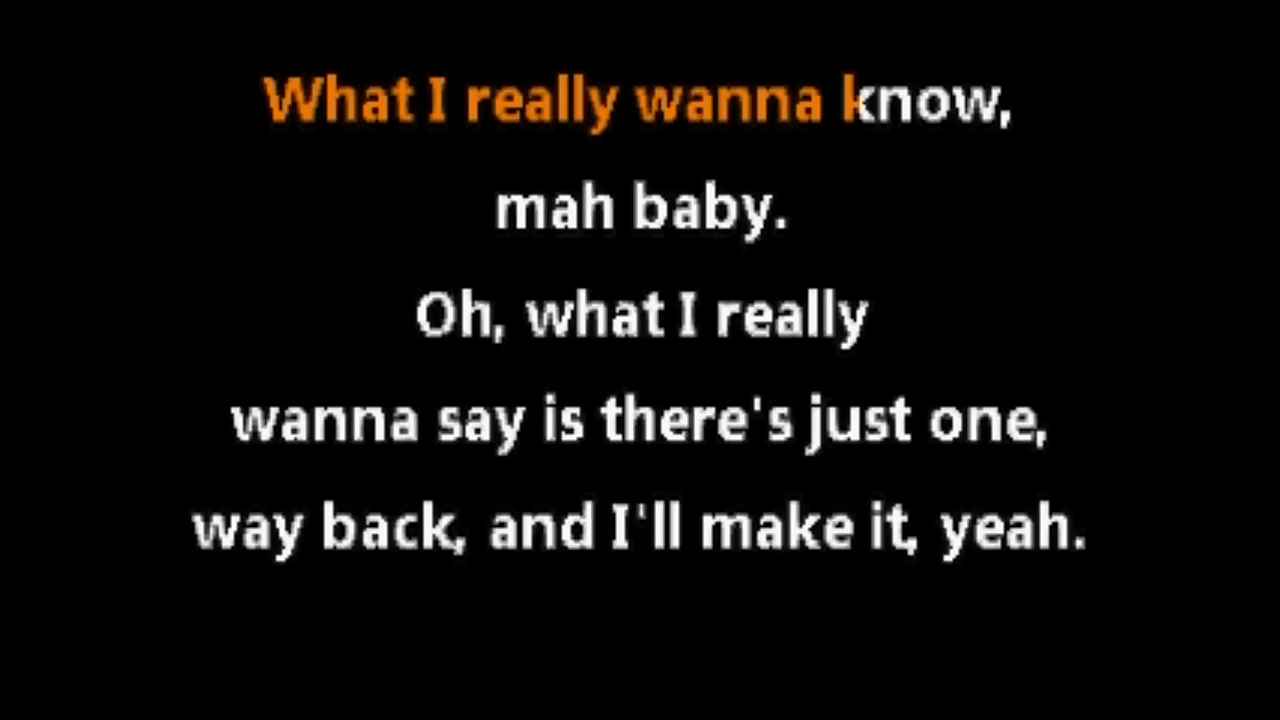 What I really wanna know,
mah baby.
Oh, what I really
wanna say is there's just one,
way back, and I'll make it, yeah.